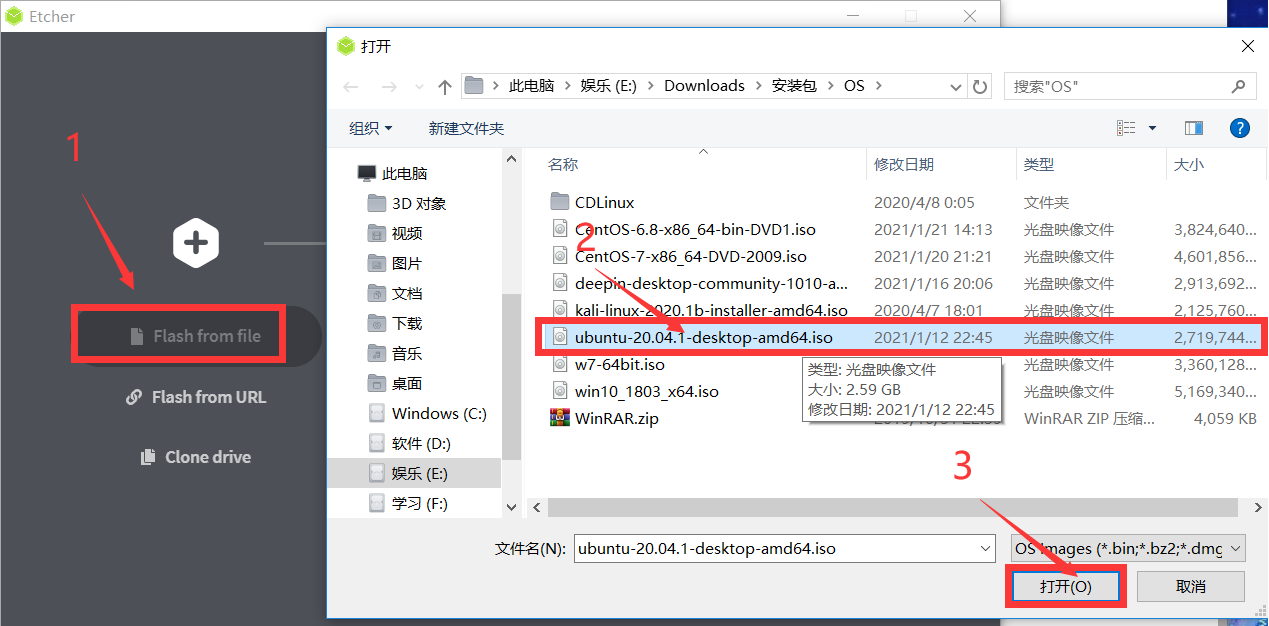 Etcher
打开
此电脑 娱乐 (E:) Downloads 安装包 OS
搜索"OS"
组织
新建文件夹
?
名称 修改日期 类型 大小
此电脑
3D 对象
视频
图片
文档
下载
音乐
桌面
Windows (C:)
软件 (D:)
娱乐 (E:)
学习 (F:)
CDLinux 2020/4/8 0:05 文件夹
CentOS-6.8-x86_64-bin-DVD1.iso 2021/1/21 14:13 光盘映像文件 3,824,640...
CentOS-7-x86_64-DVD-2009.iso 2021/1/20 21:21 光盘映像文件 4,601,856...
deepin-desktop-community-1010-a... 2021/1/16 20:06 光盘映像文件 2,913,692...
kali-linux-2020.1b-installer-amd64.iso 2020/4/7 18:01 光盘映像文件 2,125,760...
ubuntu-20.04.1-desktop-amd64.iso 2021/1/12 22:45 光盘映像文件 2,719,744...
w7-64bit.iso 光盘映像文件 3,360,128...
win10_1803_x64.iso 光盘映像文件 5,169,340...
WinRAR.zip WinRAR ZIP 压缩... 4,059 KB
类型: 光盘映像文件
大小: 2.59 GB
修改日期: 2021/1/12 22:45
1
2
3
Flash from file
Flash from URL
Clone drive
文件名(N): ubuntu-20.04.1-desktop-amd64.iso
OS Images (*.bin;*.bz2;*.dmg
打开(O)
取消